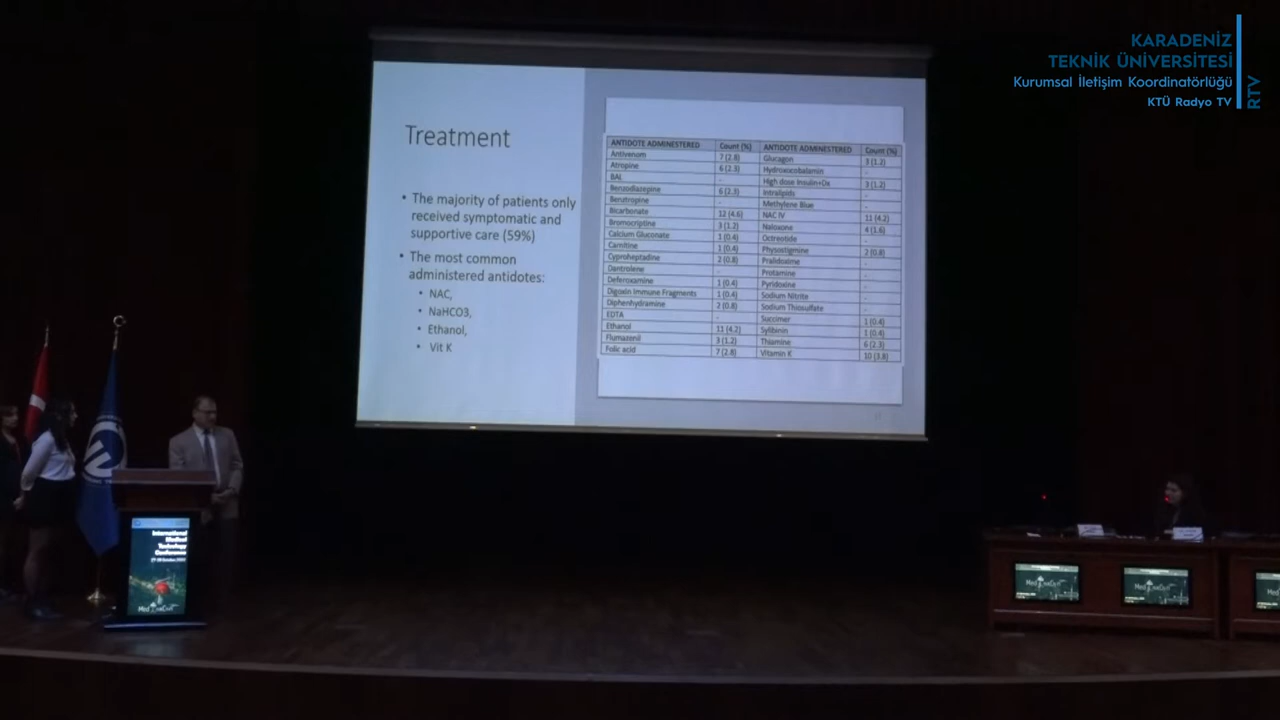 KARADENİZ
TEKNİK ÜNİVERSİTESİ
Kurumsal İletişim Koordinatörlüğü
KTÜ Radyo TV
RTV
Treatment
• The majority of patients only
received symptomatic and
supportive care (59%)
• The most common
administered antidotes:
• NAC,
• NaHCO3,
• Ethanol,
• Vit K
ANTIDOTE ADMINESTERED Count (%) ANTIDOTE ADMINESTERED Count (%)
Antivenom 7 (2.8) Glucagon 3 (1.2)
Atropine 6 (2.3) Hydroxocobalamin -
BAL - High dose Insulin+Dx 3 (1.2)
Benzodiazepine 6 (2.3) Intralipids -
Benztropine - Methylene Blue -
Bicarbonate 12 (4.6) NAC IV 11 (4.2)
Bromocriptine 3 (1.2) Naloxone 4 (1.6)
Calcium Gluconate 1 (0.4) Octreotide -
Carnitine 1 (0.4) Physostigmine 2 (0.8)
Cyproheptadine 2 (0.8) Pralidoxime -
Dantrolene - Protamine -
Deferoxamine 1 (0.4) Pyridoxine -
Digoxin Immune Fragments 1 (0.4) Sodium Nitrite -
Diphenhydramine 2 (0.8) Sodium Thiosulfate -
EDTA - Succimer 1 (0.4)
Ethanol 11 (4.2) Sylibinin 1 (0.4)
Flumazenil 3 (1.2) Thiamine 6 (2.3)
Folic acid 7 (2.8) Vitamin K 10 (3.8)
International
Medical
Technology
Conference